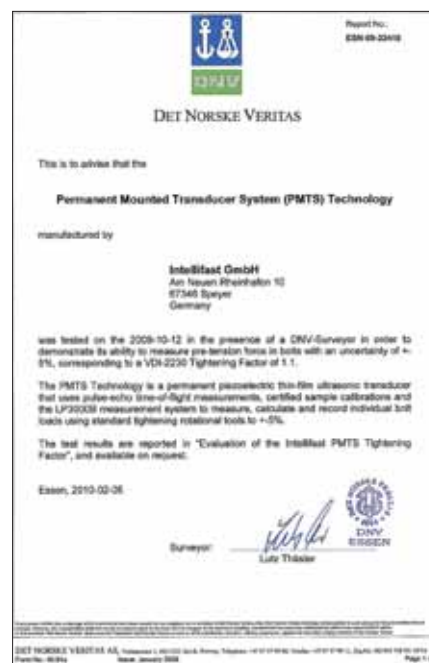 Report No.:
DNV
DET NORSKE VERITAS
This is to advise that the
Permanent Mounted Transducer System (PMTS) Technology
manufactured by
Intellifast GmbH
Am Neuen Rheinhafen 10
67346 Speyer
Germany
was tested on the 2009-10-12 in the presence of a DNV-Surveyor in order to
demonstrate its ability to measure pre-tension force in bolts with an uncertainty of +-
5%, corresponding to a VDI-2230 Tightening Factor of 1.1.
The PMTS Technology is a permanent piezoelectric thin-film ultrasonic transducer
that uses pulse-echo time-of-flight measurements, certified sample calibrations and
the measurement system to measure, calculate and record individual bolt
loads using standard tightening rotational tools to +-5%.
The test results are reported in "Evaluation of the Intellifast PMTS Tightening
Factor", and available on request.
Essen, 2010-02-05
DNV
ESSEN
Surveyor:
Lutz
DET NORSKE VERITAS AS,
Issue: January
Page 1